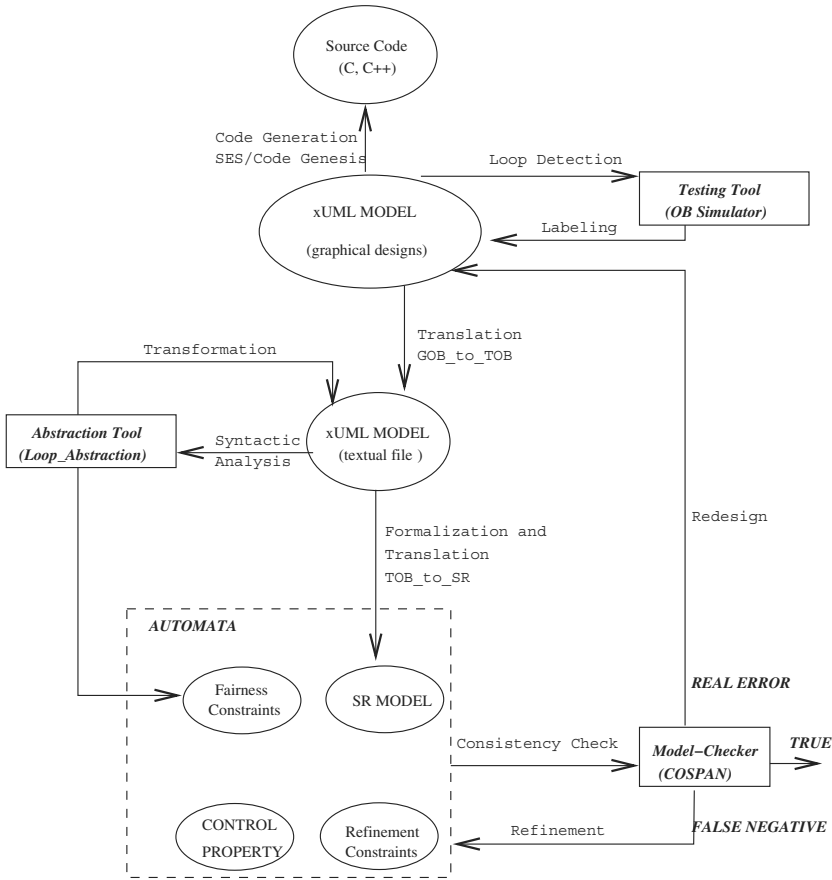 Source Code
(C, C++)
Code Generation
SES/Code Genesis
Loop Detection
Testing Tool
(OB Simulator)
xUML MODEL
(graphical designs)
Labeling
Translation
GOB_to_TOB
Transformation
Abstraction Tool
(Loop_Abstraction)
Syntactic
Analysis
xUML MODEL
(textual file )
Redesign
Formalization and
Translation
TOB_to_SR
AUTOMATA
Fairness
Constraints
SR MODEL
REAL ERROR
Consistency Check
Model−Checker
(COSPAN)
TRUE
CONTROL
PROPERTY
Refinement
Constraints
Refinement
FALSE NEGATIVE